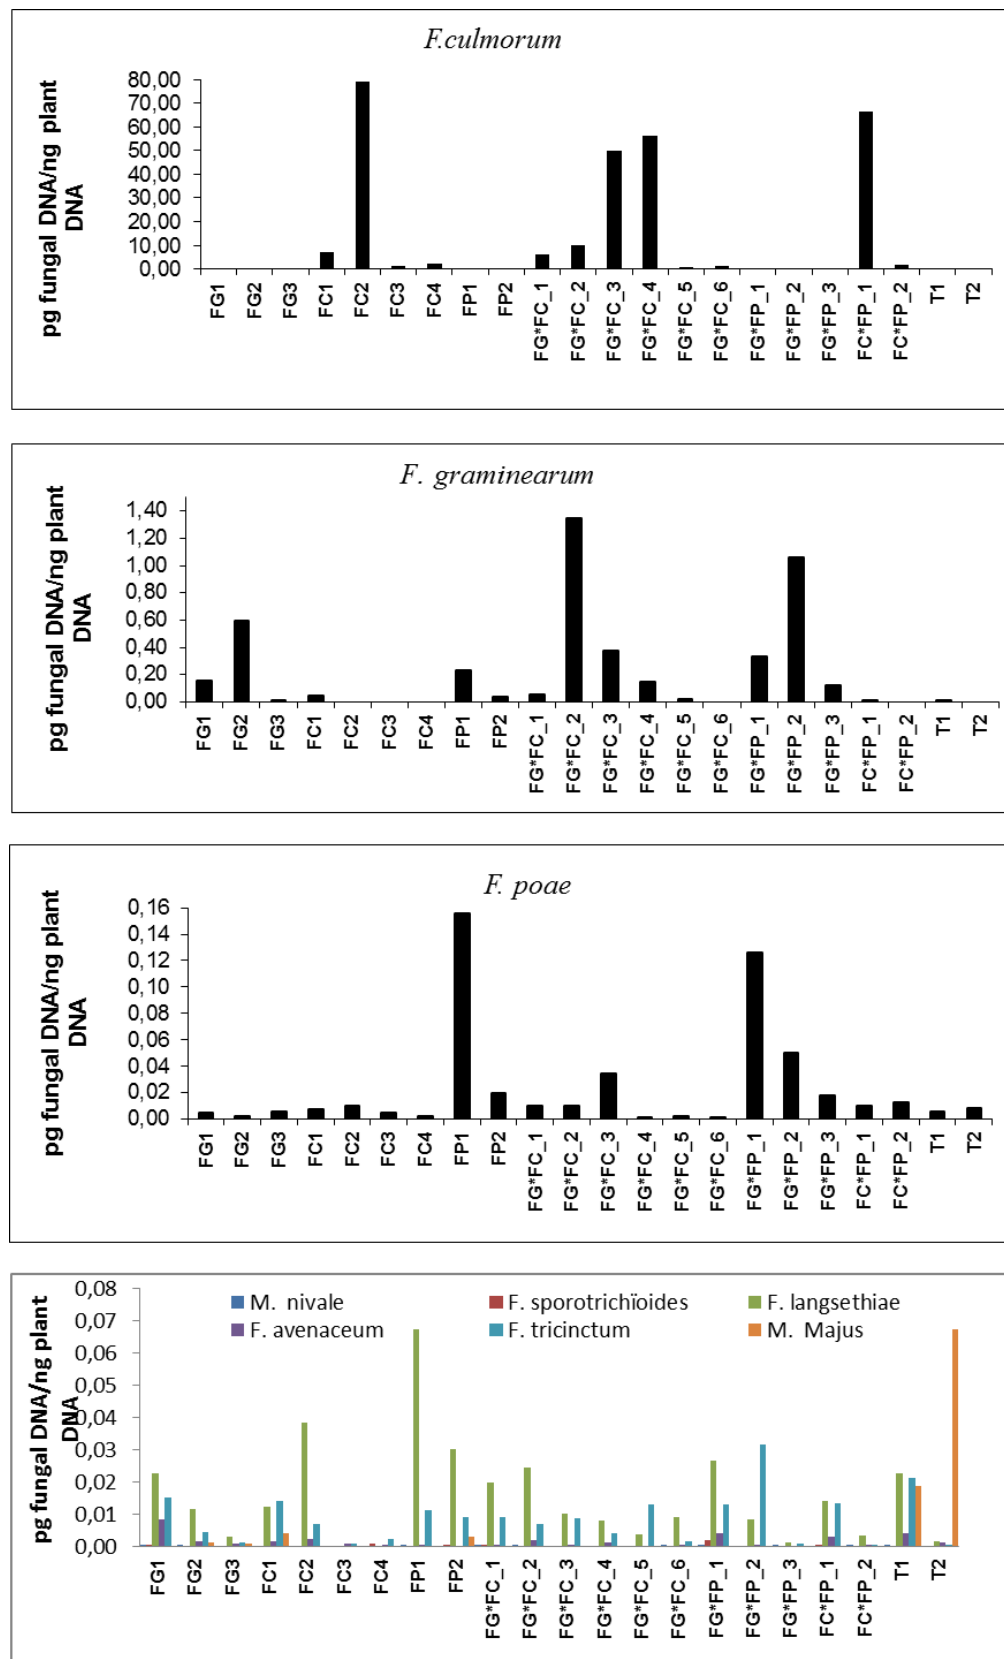 F.culmorum
pg fungal DNA/ng plant
DNA
80,00
70,00
60,00
50,00
40,00
30,00
20,00
10,00
0,00
FG1
FG2
FG3
FC1
FC2
FC3
FC4
FP1
FP2
FG*FC_1
FG*FC_2
FG*FC_3
FG*FC_4
FG*FC_5
FG*FC_6
FG*FP_1
FG*FP_2
FG*FP_3
FC*FP_1
FC*FP_2
T1
T2
F. graminearum
pg fungal DNA/ng plant
DNA
1,40
1,20
1,00
0,80
0,60
0,40
0,20
0,00
FG1
FG2
FG3
FC1
FC2
FC3
FC4
FP1
FP2
FG*FC_1
FG*FC_2
FG*FC_3
FG*FC_4
FG*FC_5
FG*FC_6
FG*FP_1
FG*FP_2
FG*FP_3
FC*FP_1
FC*FP_2
T1
T2
F. poae
pg fungal DNA/ng plant
DNA
0,16
0,14
0,12
0,10
0,08
0,06
0,04
0,02
0,00
FG1
FG2
FG3
FC1
FC2
FC3
FC4
FP1
FP2
FG*FC_1
FG*FC_2
FG*FC_3
FG*FC_4
FG*FC_5
FG*FC_6
FG*FP_1
FG*FP_2
FG*FP_3
FC*FP_1
FC*FP_2
T1
T2
pg fungal DNA/ng plant
DNA
0,08
0,07
0,06
0,05
0,04
0,03
0,02
0,01
0,00
M. nivale
F. sporotrichïoides
F. langsethiae
F. avenaceum
F. tricinctum
M. Majus
FG1
FG2
FG3
FC1
FC2
FC3
FC4
FP1
FP2
FG*FC_1
FG*FC_2
FG*FC_3
FG*FC_4
FG*FC_5
FG*FC_6
FG*FP_1
FG*FP_2
FG*FP_3
FC*FP_1
FC*FP_2
T1
T2